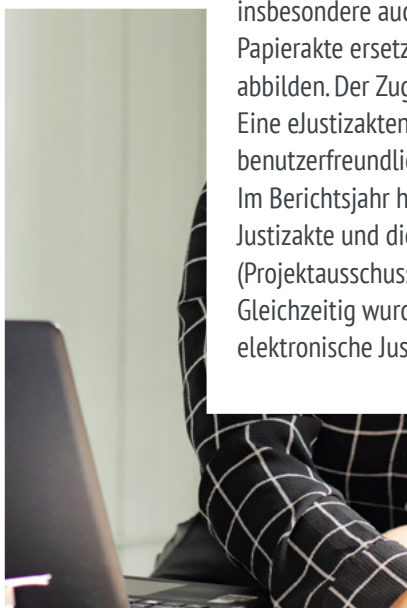 insbesondere auc
Papierakte ersetz
abbilden. Der Zug
Eine eJustizakten
benutzerfreundlic
Im Berichtsjahr h
Justizakte und die
(Projektausschuss
Gleichzeitig wurd
elektronische Jus